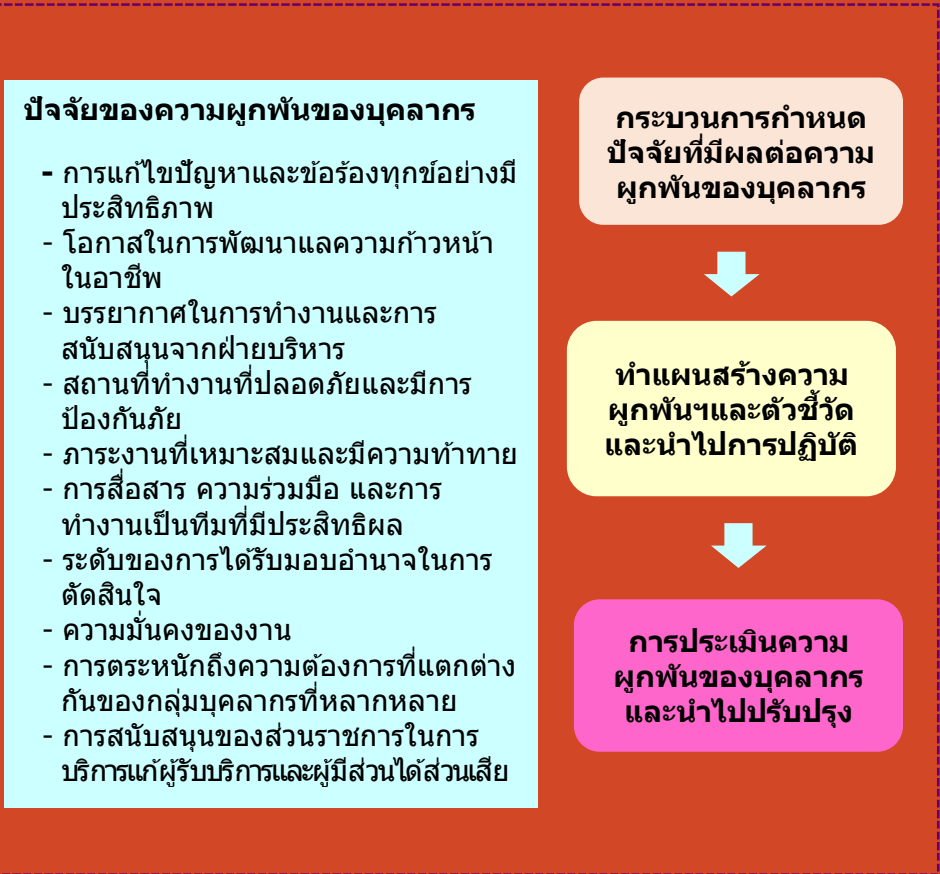 ปัจจัยของความผูกพันของบุคลากร
- การแก้ไขปัญหาและข้อร้องทุกข์อย่างมี
ประสิทธิภาพ
- โอกาสในการพัฒนาแลความก้าวหน้า
ในอาชีพ
- บรรยากาศในการทำงานและการ
สนับสนุนจากฝ่ายบริหาร
- สถานที่ทำงานที่ปลอดภัยและมีการ
ป้องกันภัย
- ภาระงานที่เหมาะสมและมีความท้าทาย
- การสื่อสาร ความร่วมมือ และการ
ทำงานเป็นทีมที่มีประสิทธิผล
- ระดับของการได้รับมอบอำนาจในการ
ตัดสินใจ
- ความมั่นคงของงาน
- การตระหนักถึงความต้องการที่แตกต่าง
กันของกลุ่มบุคลากรที่หลากหลาย
- การสนับสนุนของส่วนราชการในการ
บริการแก้ผู้รับบริการและผู้มีส่วนได้ส่วนเสีย
กระบวนการกำหนด
ปัจจัยที่มีผลต่อความ
ผูกพันของบุคลากร
ทำแผนสร้างความ
ผูกพันฯและตัวชี้วัด
และนำไปการปฏิบัติ
การประเมินความ
ผูกพันของบุคลากร
และนำไปปรับปรุง